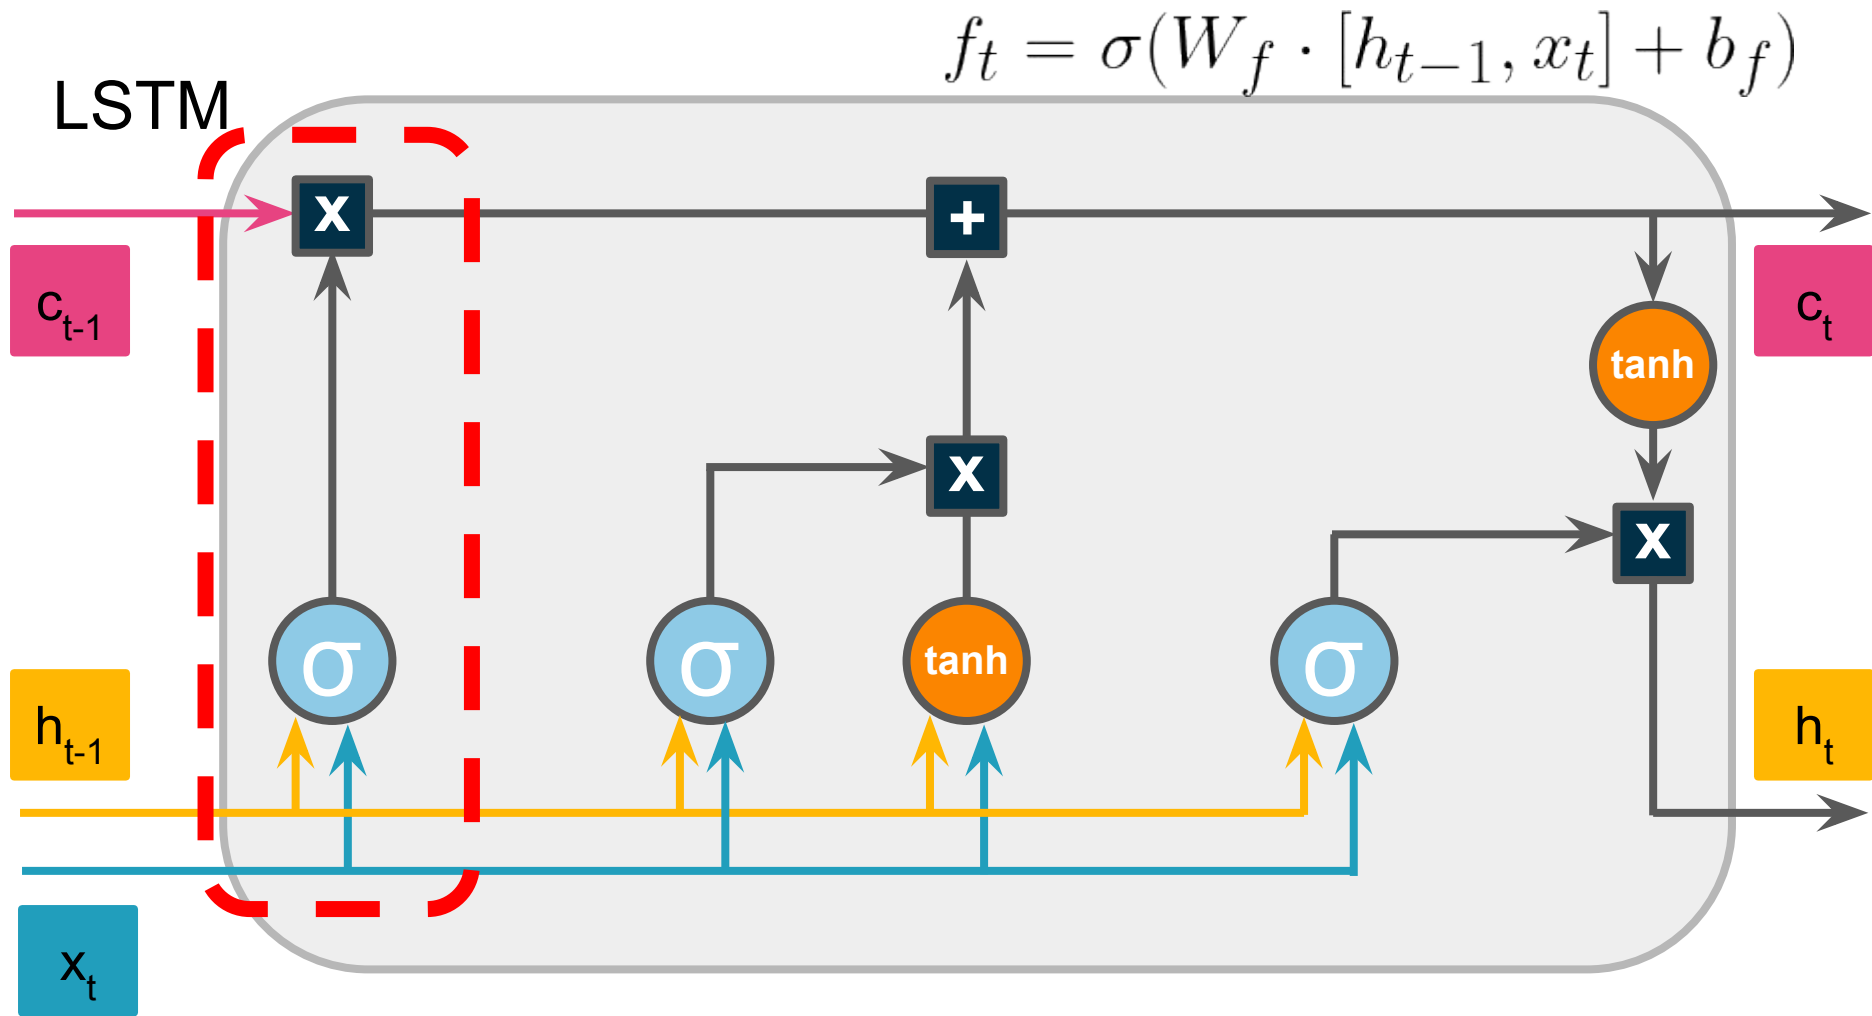 f_t = σ(W_f · [h_{t−1}, x_t] + b_f)
LSTM
x
+
c_{t-1}
c_t
tanh
x
x
σ
σ
tanh
σ
h_{t-1}
h_t
x_t